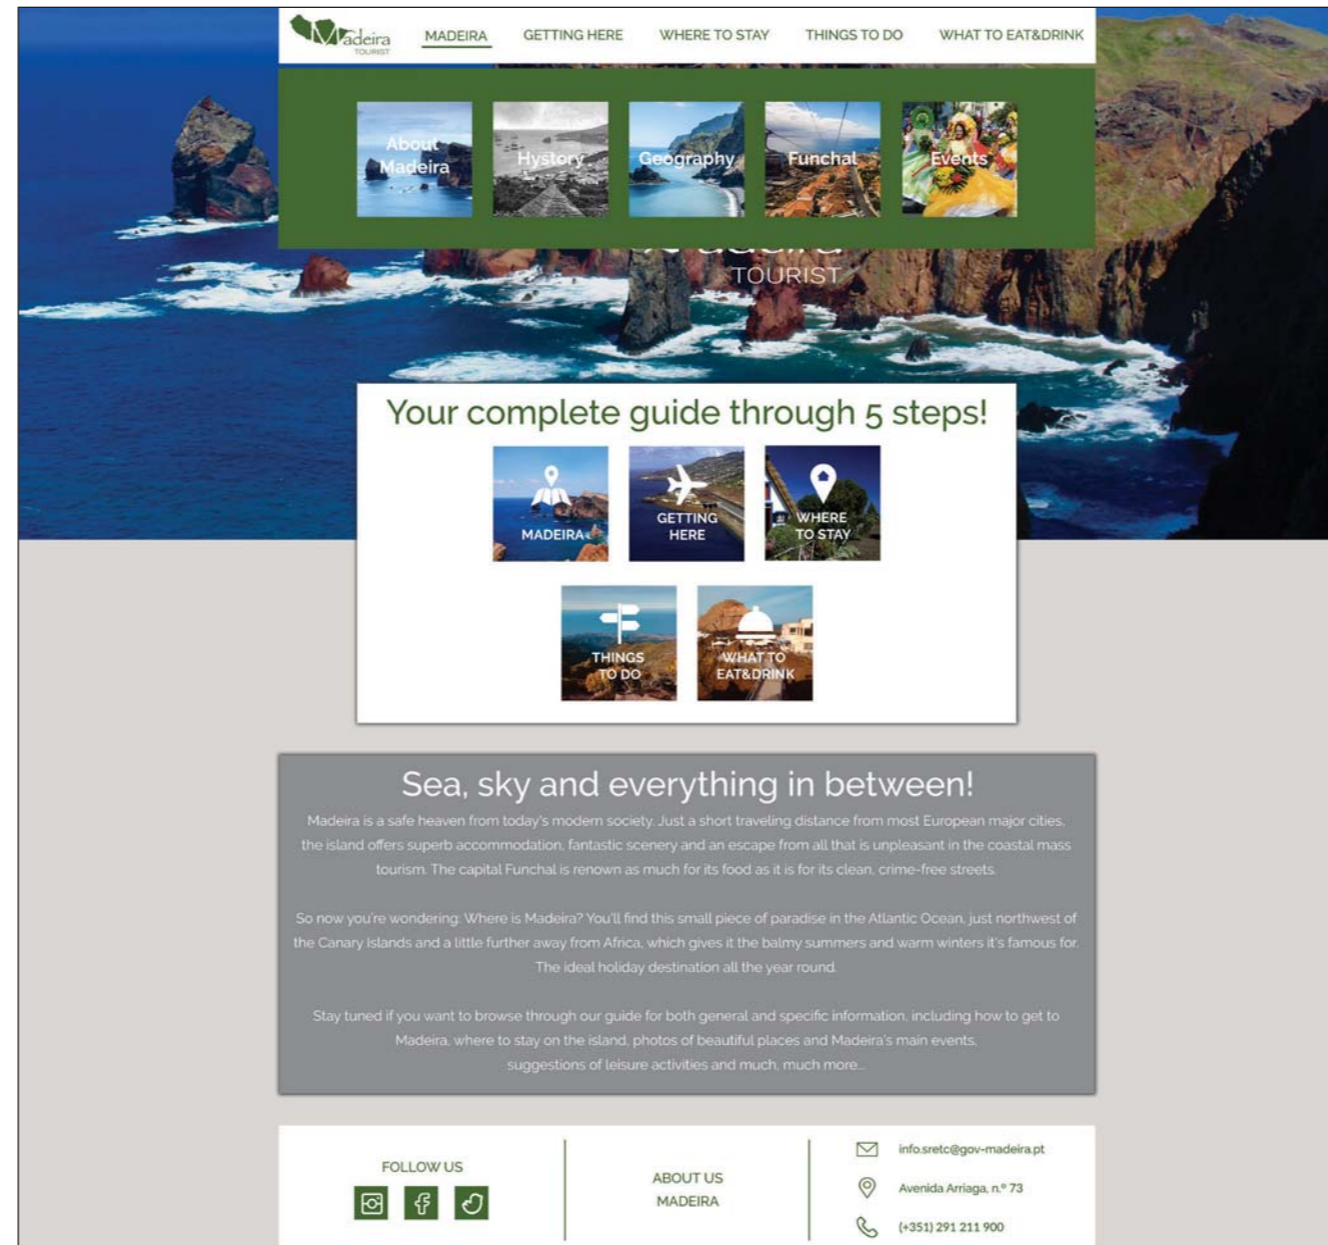 Madeira
TOURIST
MADEIRA
GETTING HERE
WHERE TO STAY
THINGS TO DO
WHAT TO EAT&DRINK
About
Madeira
Hystory
Geography
Funchal
Events
Madeira
TOURIST
Your complete guide through 5 steps!
MADEIRA
GETTING
HERE
WHERE
TO STAY
THINGS
TO DO
WHAT TO
EAT&DRINK
Sea, sky and everything in between!
Madeira is a safe heaven from today's modern society. Just a short traveling distance from most European major cities,
the island offers superb accommodation, fantastic scenery and an escape from all that is unpleasant in the coastal mass
tourism. The capital Funchal is renown as much for its food as it is for its clean, crime-free streets.
So now you're wondering: Where is Madeira? You'll find this small piece of paradise in the Atlantic Ocean, just northwest of
the Canary Islands and a little further away from Africa, which gives it the balmy summers and warm winters it's famous for.
The ideal holiday destination all the year round.
Stay tuned if you want to browse through our guide for both general and specific information, including how to get to
Madeira, where to stay on the island, photos of beautiful places and Madeira's main events,
suggestions of leisure activities and much, much more...
FOLLOW US
ABOUT US
MADEIRA
info.sretc@gov-madeira.pt
Avenida Arriaga, n.º 73
(+351) 291 211 900